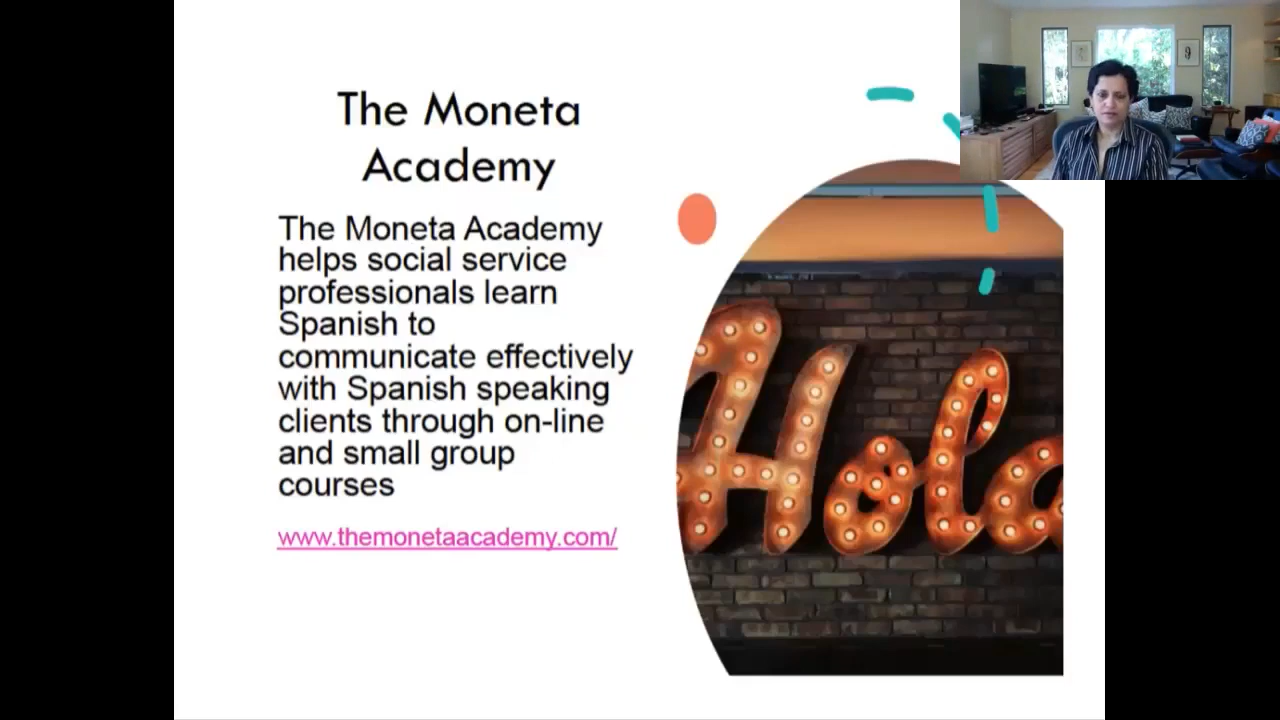 The Moneta
Academy
The Moneta Academy
helps social service
professionals learn
Spanish to
communicate effectively
with Spanish speaking
clients through on-line
and small group
courses
www.themonetaacademy.com/
Hola